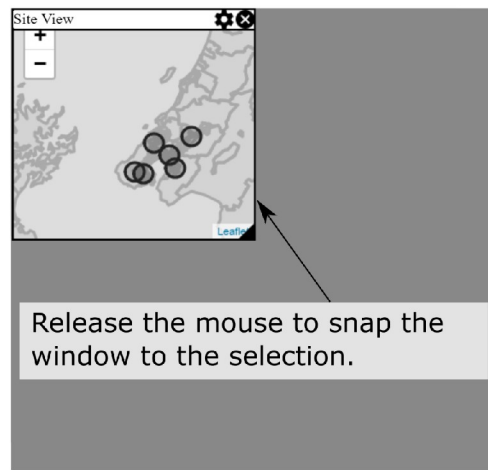 Site View
+
−
Leaflet
Release the mouse to snap the
window to the selection.